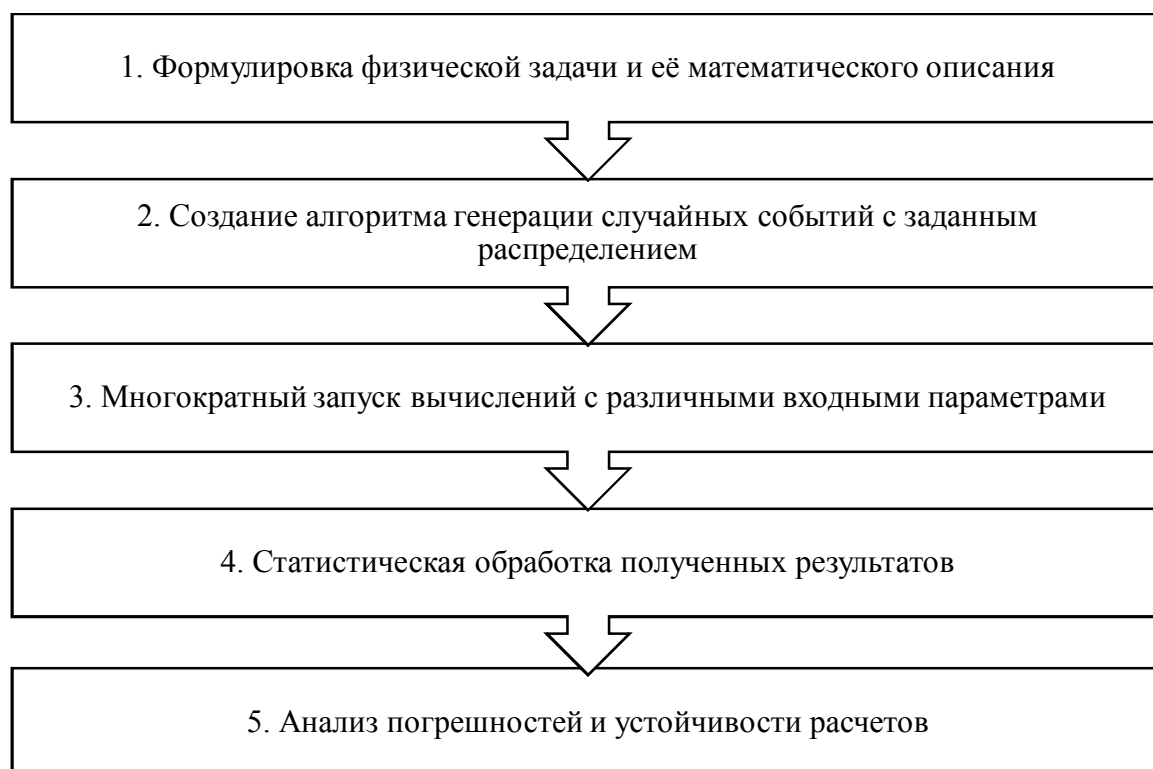 1. Формулировка физической задачи и её математического описания
2. Создание алгоритма генерации случайных событий с заданным
распределением
3. Многократный запуск вычислений с различными входными параметрами
4. Статистическая обработка полученных результатов
5. Анализ погрешностей и устойчивости расчетов